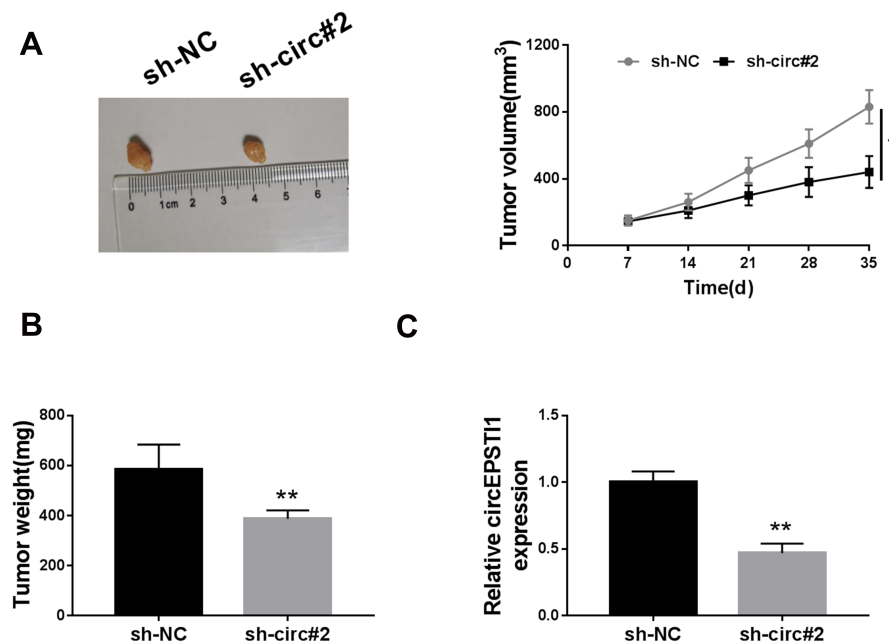 A
sh-NC
sh-circ#2
0 1cm 2 3 4 5 6
Tumor volume(mm³)
1200
800
400
0
sh-NC
sh-circ#2
0 7 14 21 28 35
Time(d)
B
Tumor weight(mg)
800
600
400
200
0
**
sh-NC
sh-circ#2
C
Relative circEPSTI1
expression
1.5
1.0
0.5
0.0
**
sh-NC
sh-circ#2